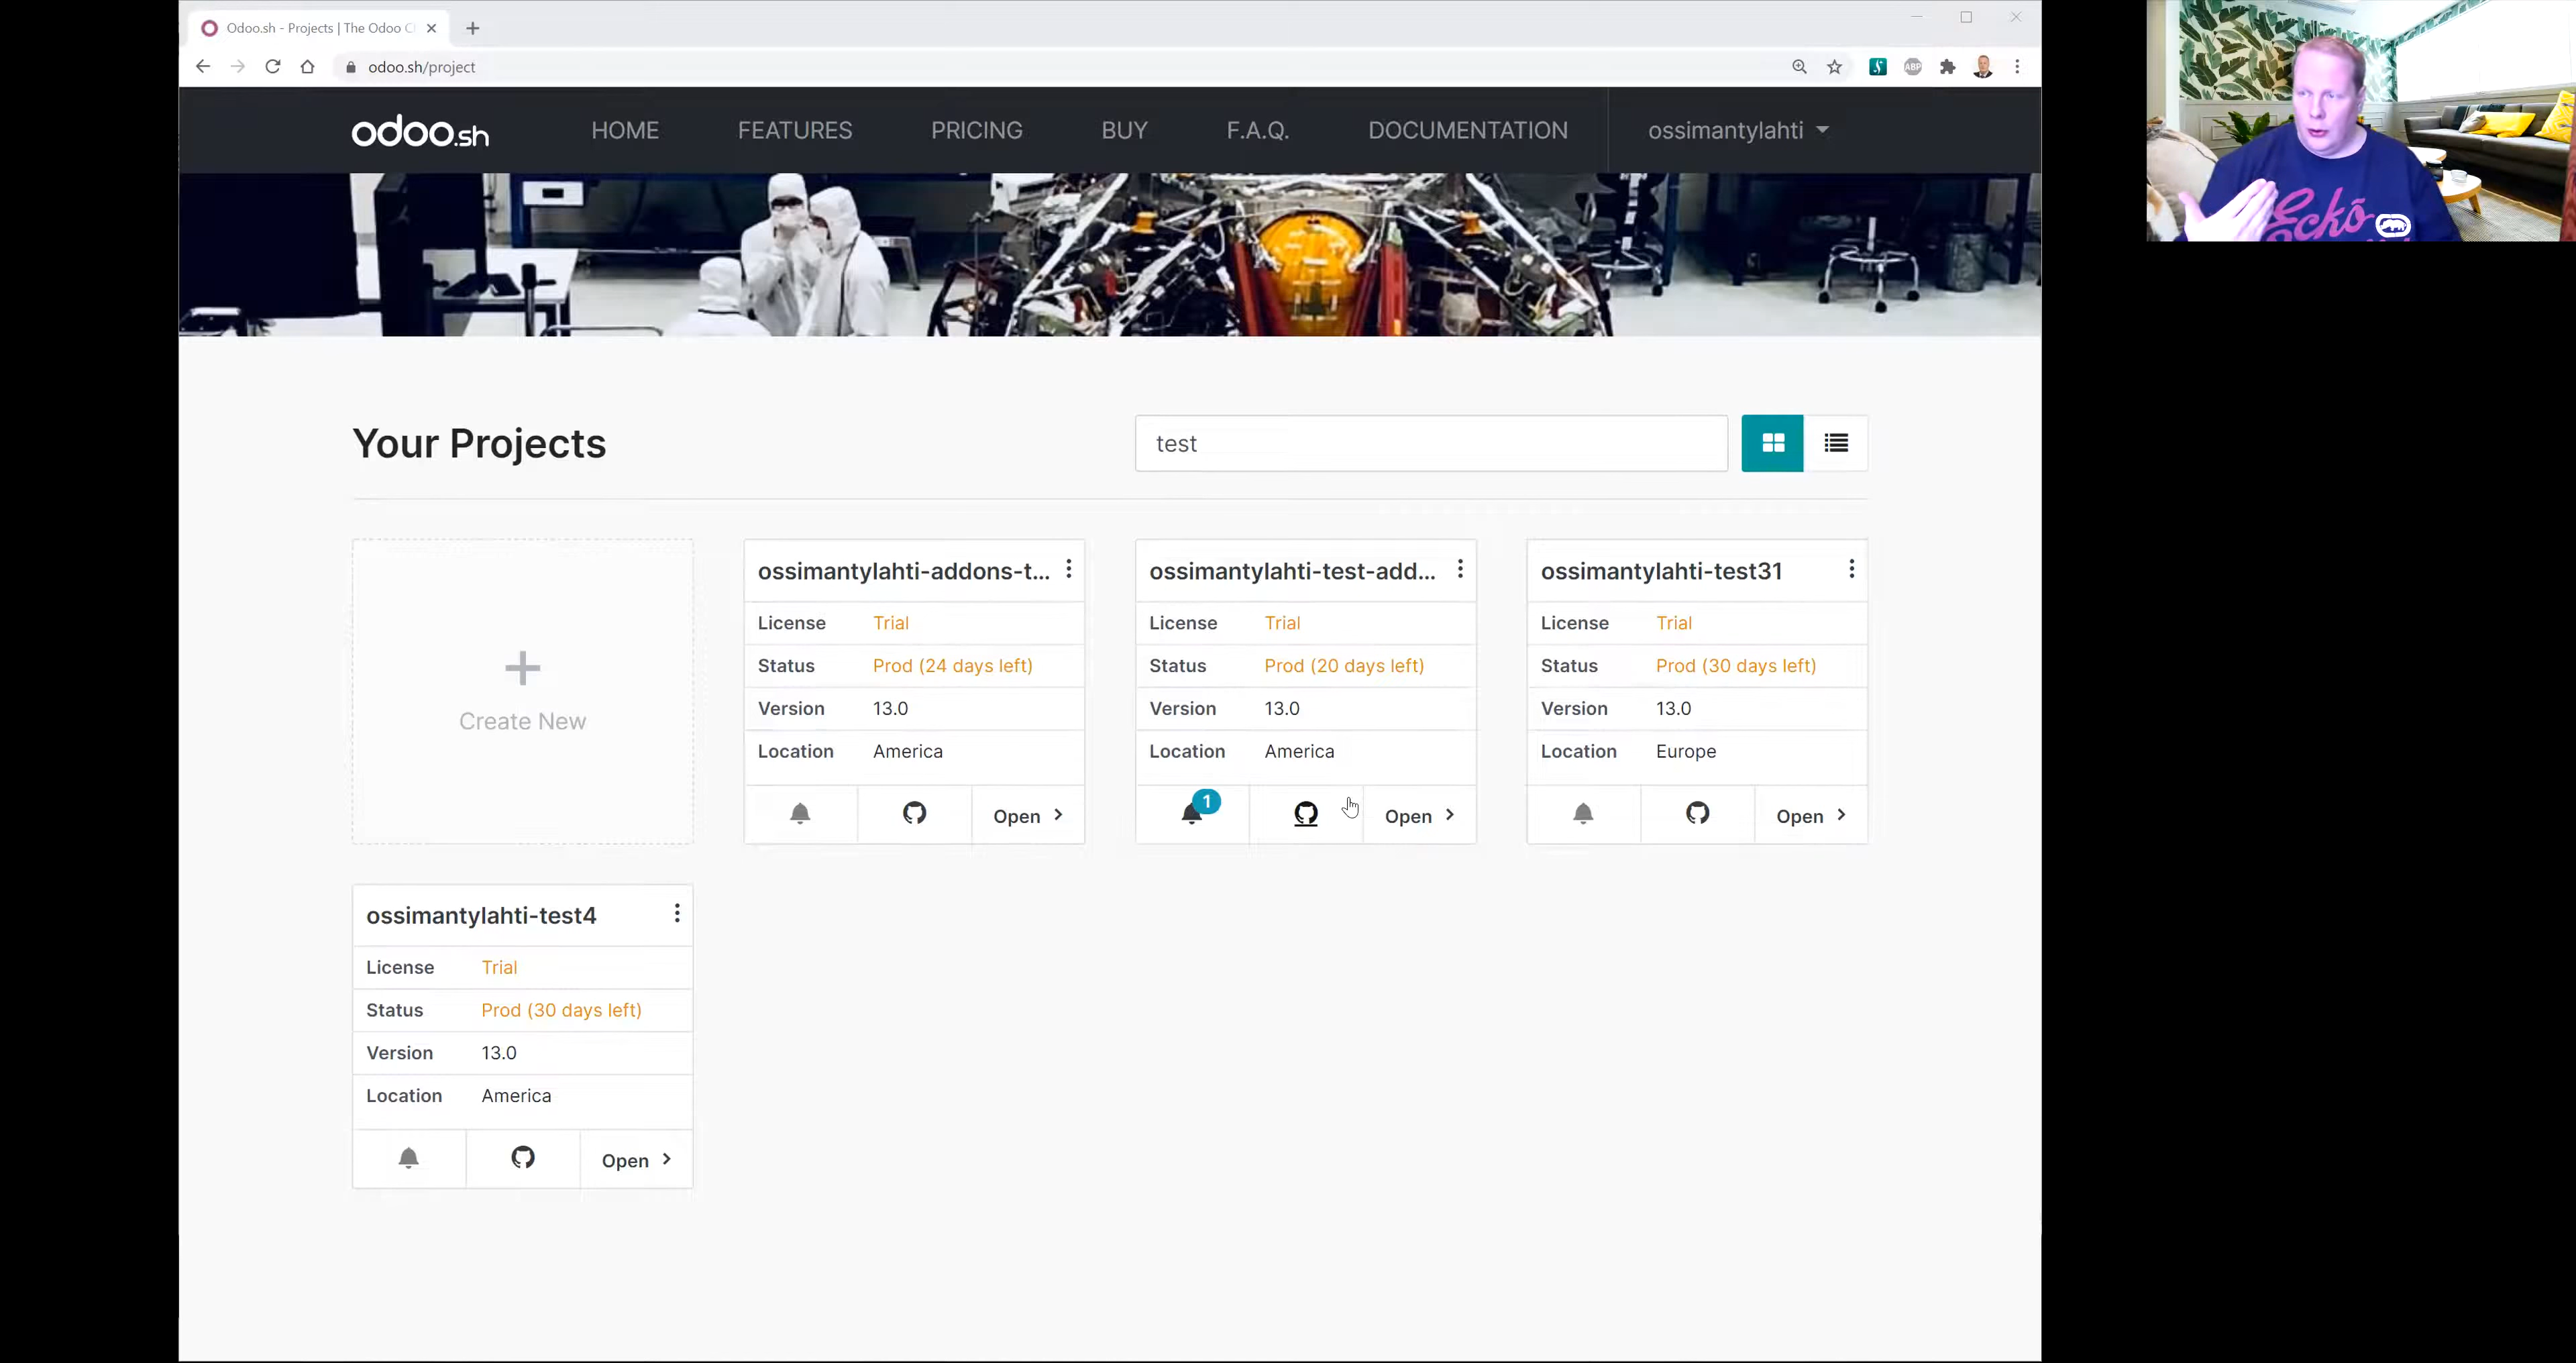 Odoo.sh - Projects | The Odoo C
odoo.sh/project
ABP
odoo.sh
HOME
FEATURES
PRICING
BUY
F.A.Q.
DOCUMENTATION
ossimantylahti
Ecko
Your Projects
test
Create New
ossimantylahti-addons-t...
License Trial
Status Prod (24 days left)
Version 13.0
Location America
Open
ossimantylahti-test-add...
License Trial
Status Prod (20 days left)
Version 13.0
Location America
1
Open
ossimantylahti-test31
License Trial
Status Prod (30 days left)
Version 13.0
Location Europe
Open
ossimantylahti-test4
License Trial
Status Prod (30 days left)
Version 13.0
Location America
Open